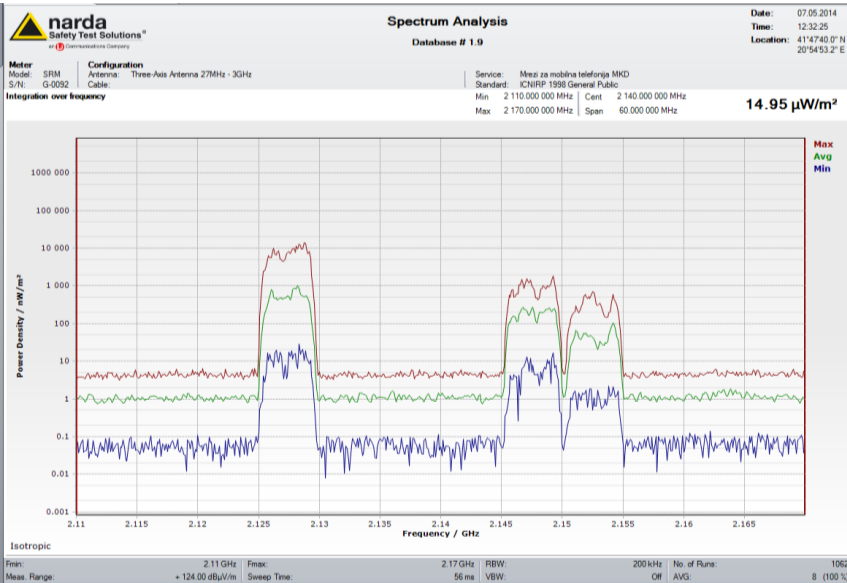 narda
Safety Test Solutions®
an L3 Communications Company
Spectrum Analysis
Database # 1.9
Date: 07.05.2014
Time: 12:32:25
Location: 41°47'40.0" N
20°54'53.2" E
Meter
Model: SRM
S/N: G-0092
Configuration
Antenna: Three-Axis Antenna 27MHz - 3GHz
Cable:
Service: Mrezi za mobilna telefonija MKD
Standard: ICNIRP 1998 General Public
Integration over frequency
Min 2 110.000 000 MHz Cent 2 140.000 000 MHz
Max 2 170.000 000 MHz Span 60.000 000 MHz
14.95 µW/m²
Max
Avg
Min
Power Density / nW/m²
1000 000
100 000
10 000
1 000
100
10
1
0.1
0.01
0.001
2.11 2.115 2.12 2.125 2.13 2.135 2.14 2.145 2.15 2.155 2.16 2.165
Frequency / GHz
Isotropic
Fmin: 2.11 GHz Fmax: 2.17 GHz RBW: 200 kHz No. of Runs: 1062
Meas. Range: + 124.00 dBµV/m Sweep Time: 56 ms VBW: Off AVG: 8 (100 %